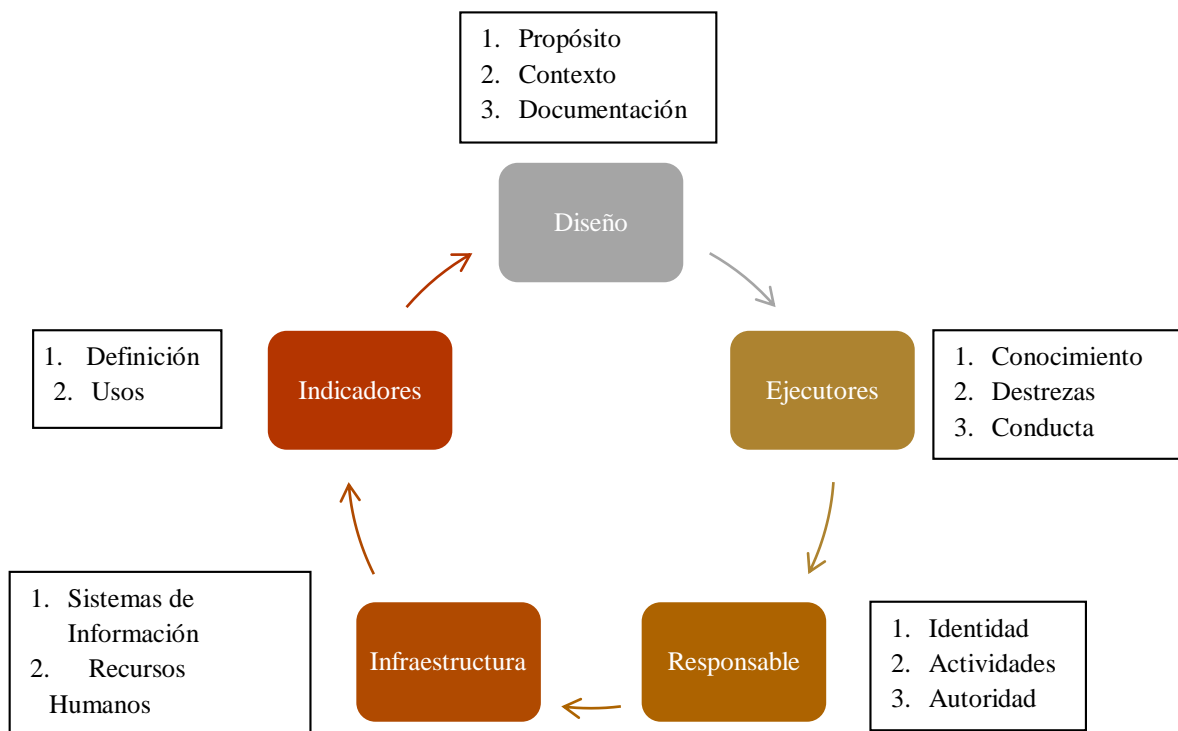 1. Propósito
2. Contexto
3. Documentación
Diseño
1. Definición
2. Usos
Indicadores
Ejecutores
1. Conocimiento
2. Destrezas
3. Conducta
1. Sistemas de
Información
2. Recursos
Humanos
Infraestructura
Responsable
1. Identidad
2. Actividades
3. Autoridad